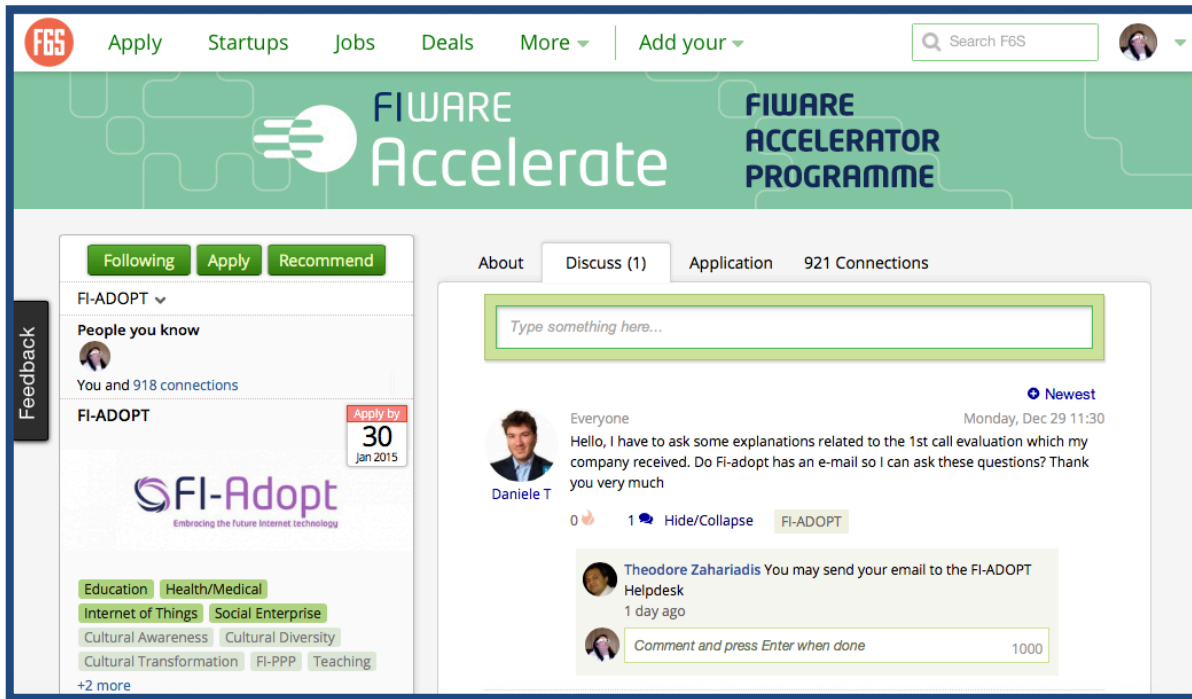 F6S Apply Startups Jobs Deals More Add your Search F6S
FIWARE
Accelerate
FIWARE
ACCELERATOR
PROGRAMME
Feedback
Following Apply Recommend
FI-ADOPT
People you know
You and 918 connections
FI-ADOPT
Apply by
30
Jan 2015
FI-Adopt
Embracing the future Internet technology
Education Health/Medical
Internet of Things Social Enterprise
Cultural Awareness Cultural Diversity
Cultural Transformation FI-PPP Teaching
+2 more
About Discuss (1) Application 921 Connections
Type something here...
Newest
Everyone Monday, Dec 29 11:30
Hello, I have to ask some explanations related to the 1st call evaluation which my
company received. Do Fi-adopt has an e-mail so I can ask these questions? Thank
you very much
Daniele T
0 1 Hide/Collapse FI-ADOPT
Theodore Zahariadis You may send your email to the FI-ADOPT
Helpdesk
1 day ago
Comment and press Enter when done 1000